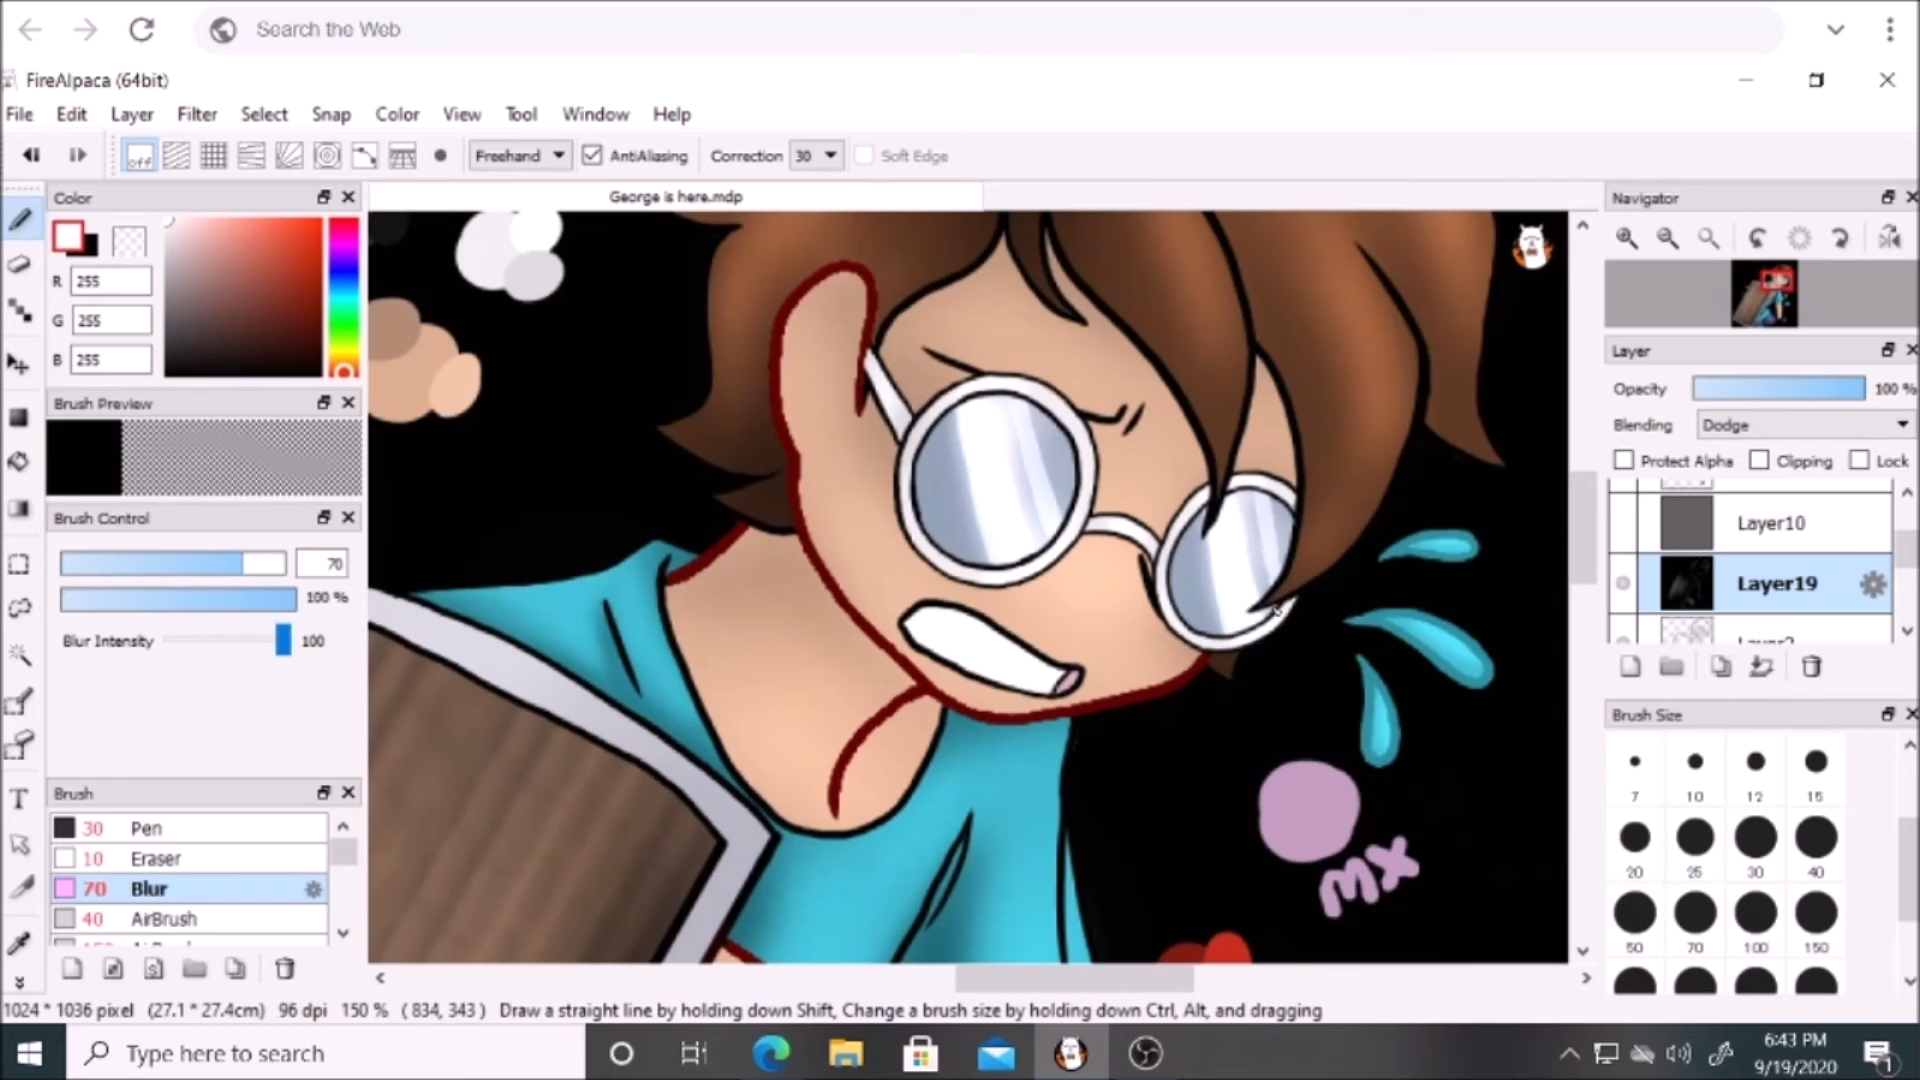 Search the Web
FireAlpaca (64bit)
File Edit Layer Filter Select Snap Color View Tool Window Help
off Freehand AntiAliasing Correction 30 Soft Edge
Color
George is here.mdp
Navigator
R 255
G 255
B 255
Brush Preview
Layer
Opacity 100 %
Blending Dodge
Protect Alpha Clipping Lock
Layer10
Brush Control
70
100 %
Layer19
Blur Intensity 100
Brush Size
7 10 12 15
20 25 30 40
50 70 100 150
MX
Brush
30 Pen
10 Eraser
70 Blur
40 AirBrush
1024 * 1036 pixel (27.1 * 27.4cm) 96 dpi 150 % ( 834, 343 ) Draw a straight line by holding down Shift, Change a brush size by holding down Ctrl, Alt, and dragging
Type here to search
6:43 PM
9/19/2020
1